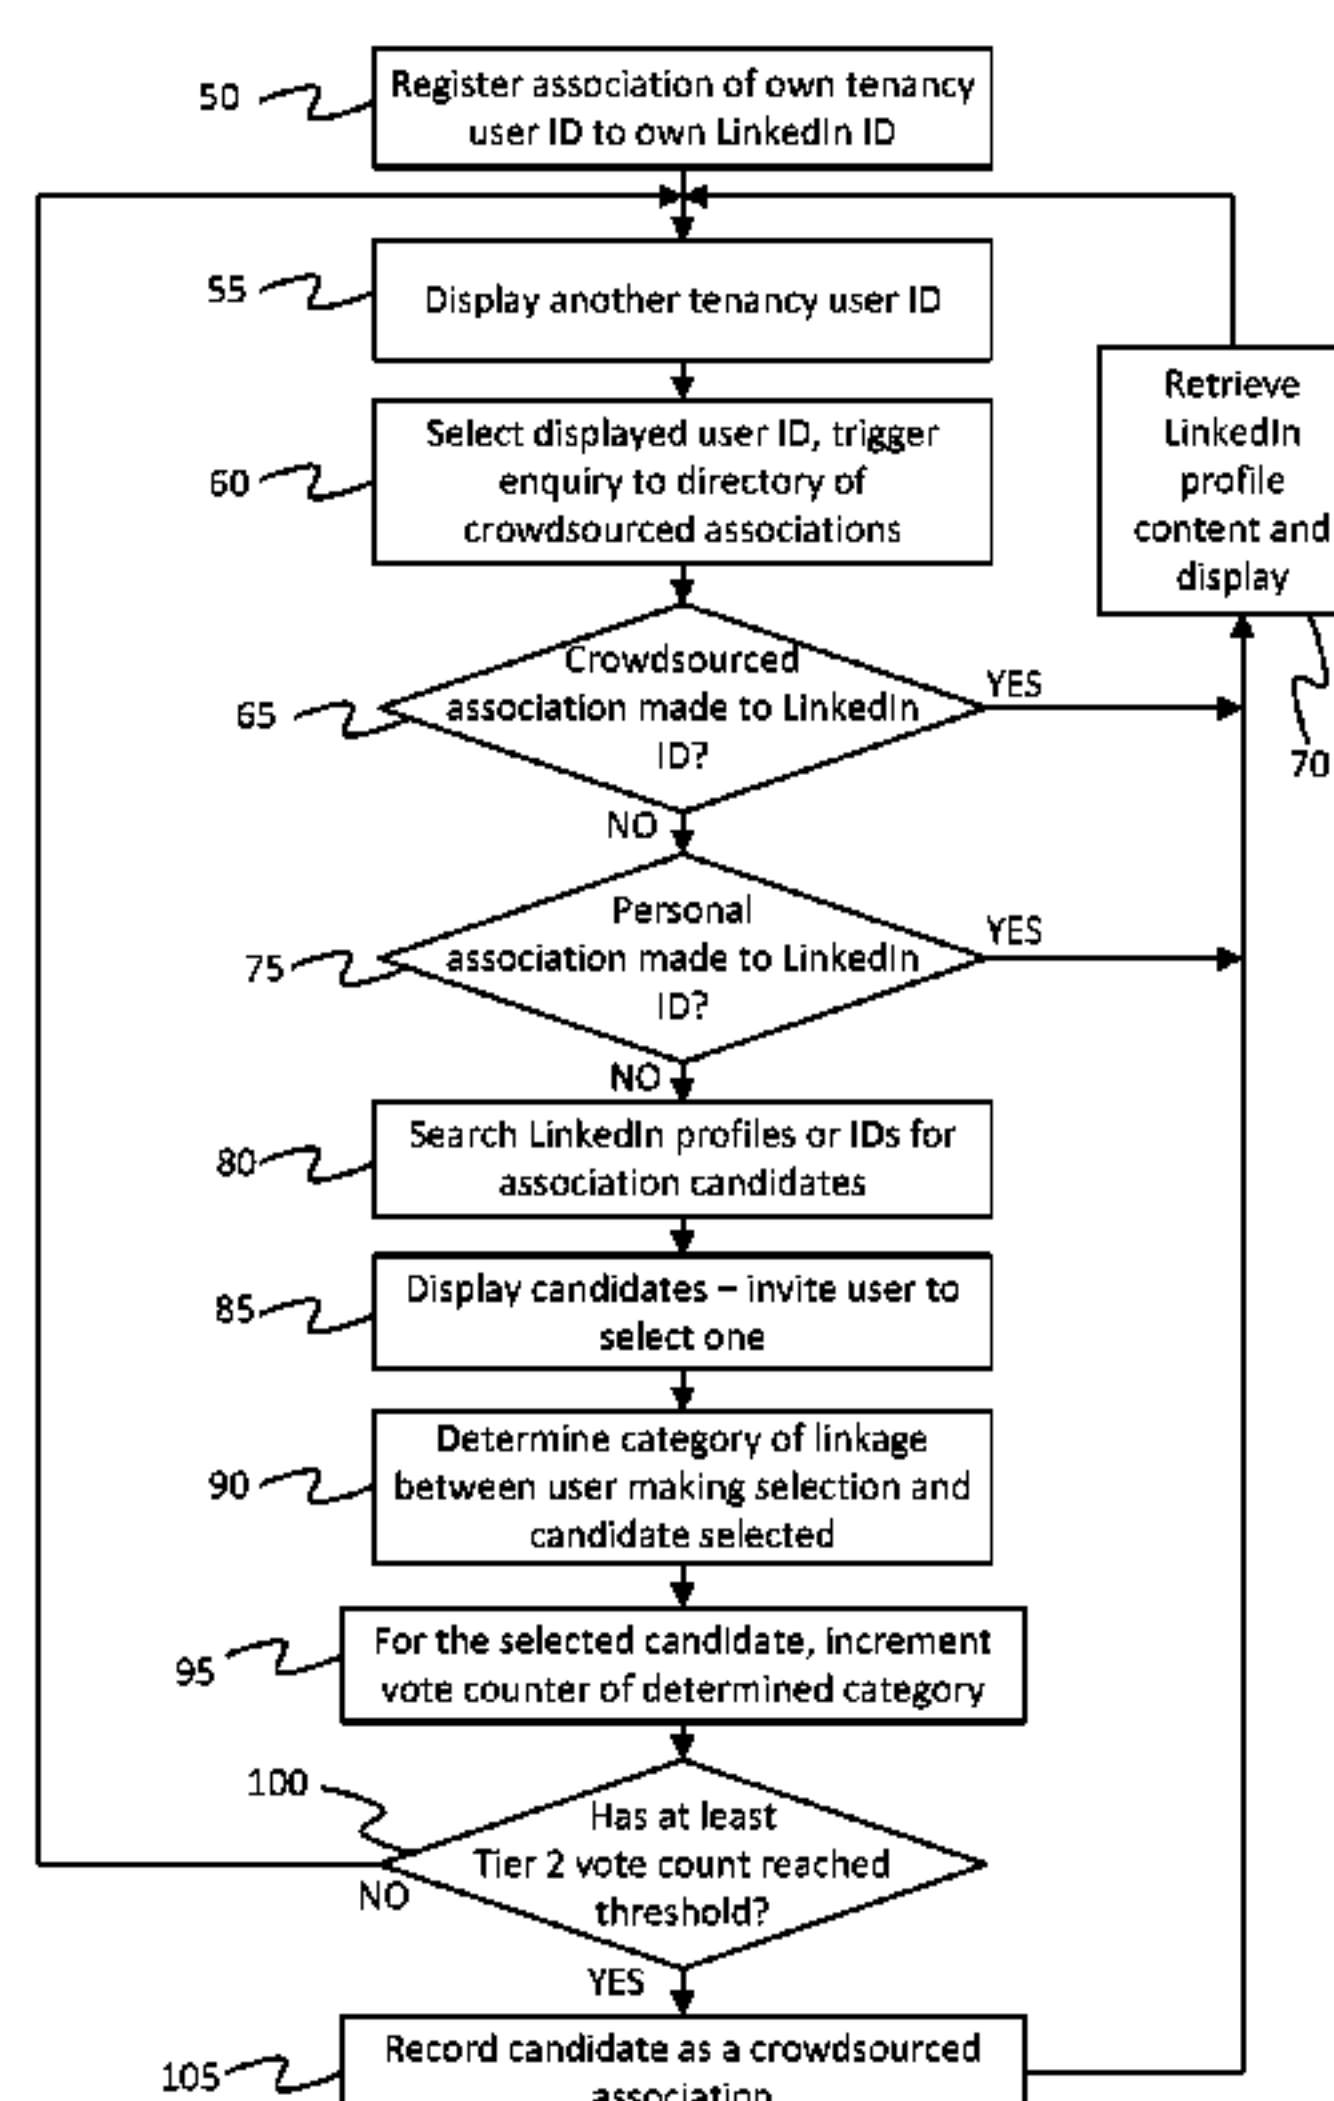 50
Register association of own tenancy
user ID to own LinkedIn ID
55
Display another tenancy user ID
Retrieve
LinkedIn
profile
content and
display
70
60
Select displayed user ID, trigger
enquiry to directory of
crowdsourced associations
65
Crowdsourced
association made to LinkedIn
ID?
YES
NO
75
Personal
association made to LinkedIn
ID?
YES
NO
80
Search LinkedIn profiles or IDs for
association candidates
85
Display candidates – invite user to
select one
90
Determine category of linkage
between user making selection and
candidate selected
95
For the selected candidate, increment
vote counter of determined category
100
Has at least
Tier 2 vote count reached
threshold?
NO
YES
105
Record candidate as a crowdsourced
association